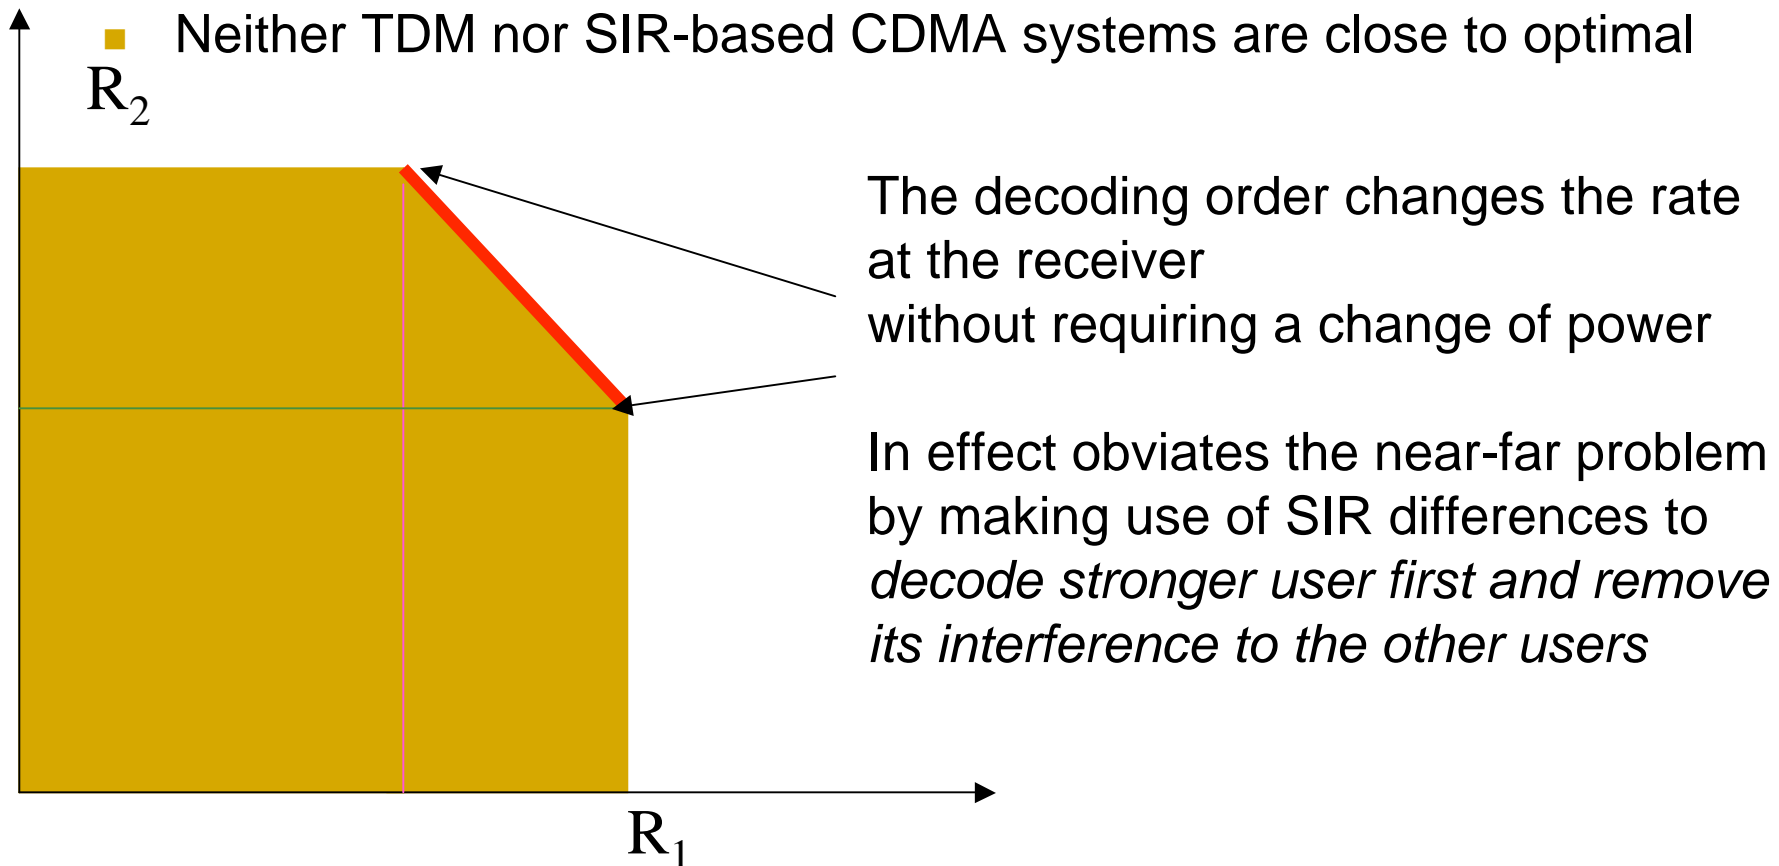 Neither TDM nor SIR-based CDMA systems are close to optimal
R2
The decoding order changes the rate
at the receiver
without requiring a change of power
In effect obviates the near-far problem
by making use of SIR differences to
decode stronger user first and remove
its interference to the other users
R1